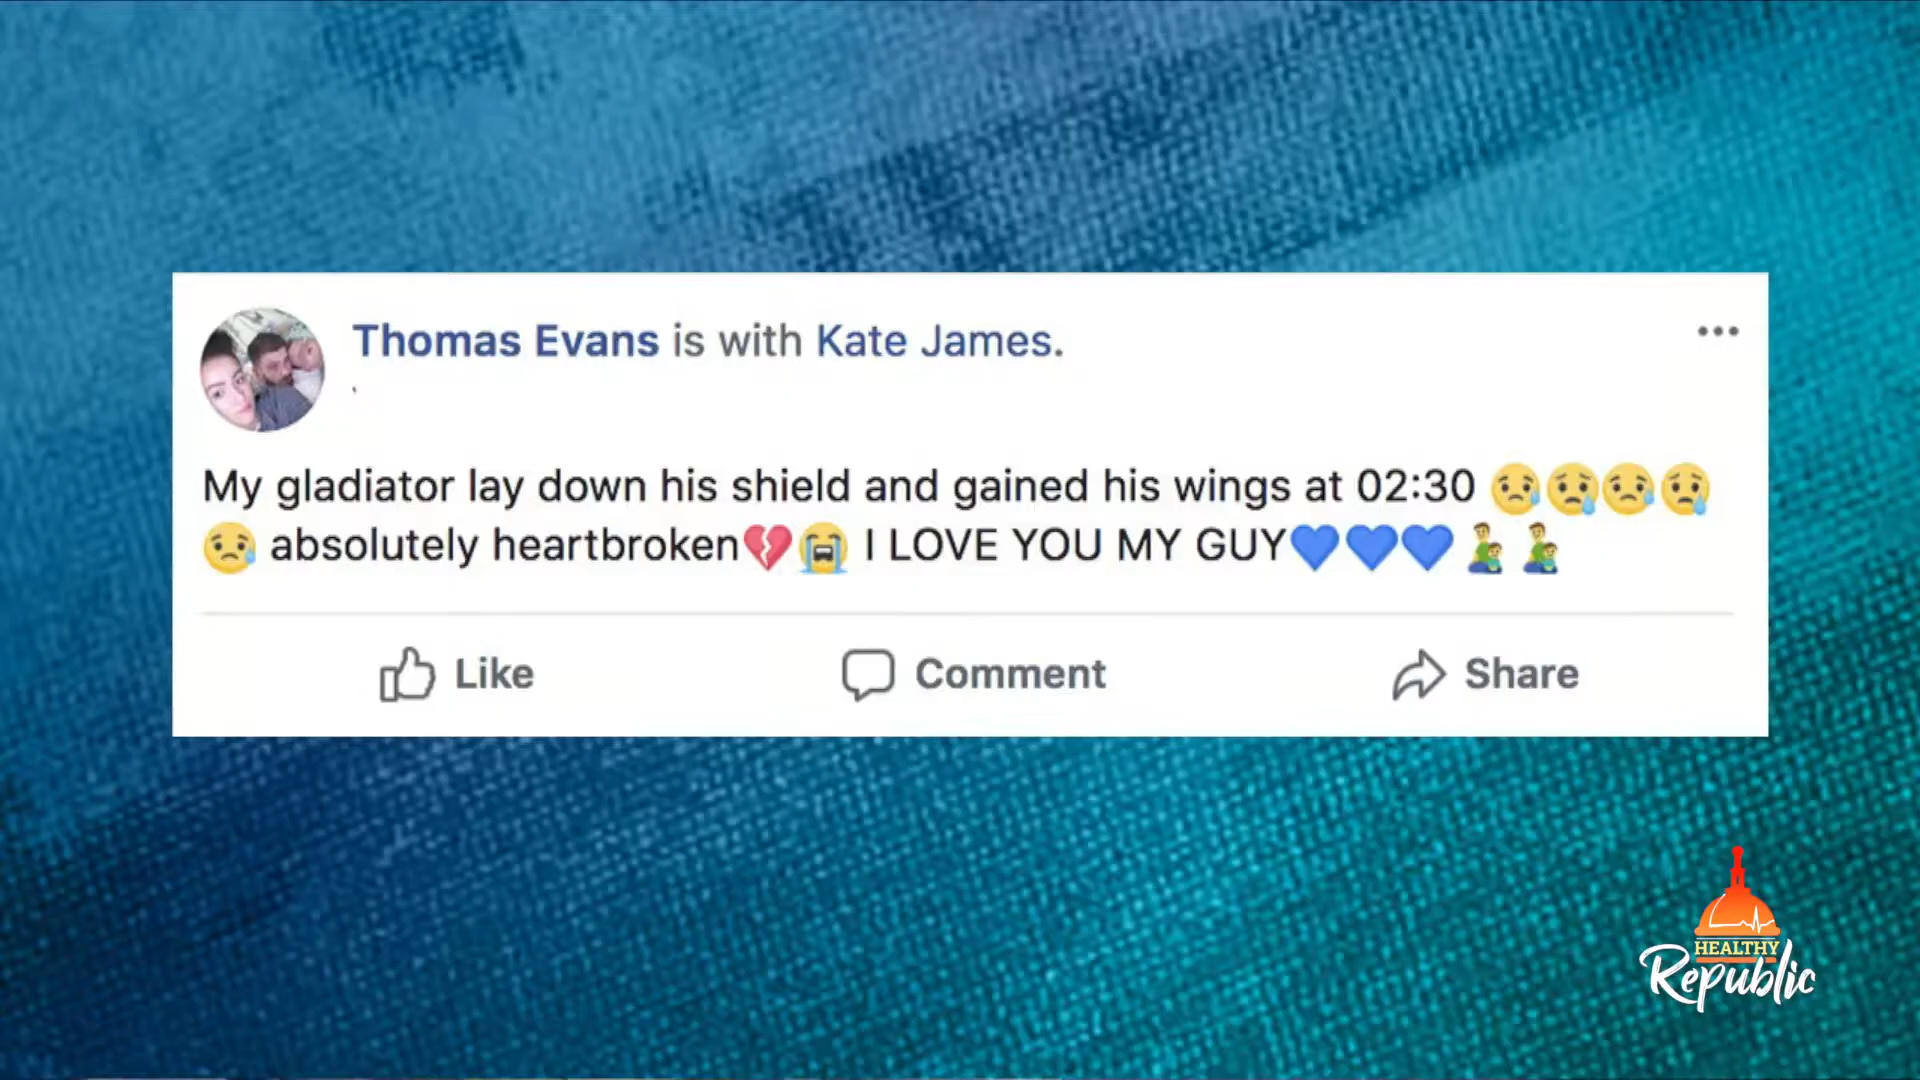 Thomas Evans is with Kate James.
My gladiator lay down his shield and gained his wings at 02:30 😢😢😢😢
😢 absolutely heartbroken💔😭 I LOVE YOU MY GUY💙💙💙👨‍👦👨‍👦
Like
Comment
Share
HEALTHY
Republic